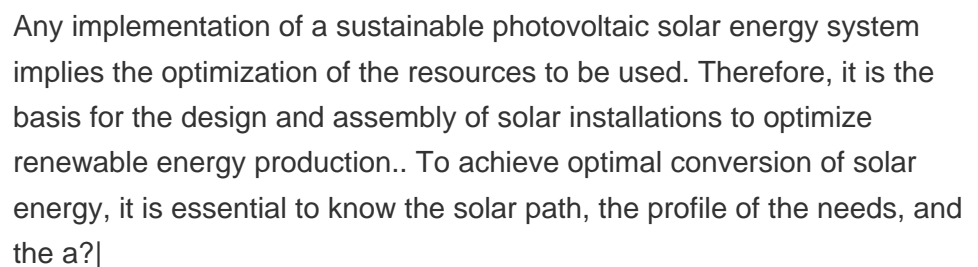 Any implementation of a sustainable photovoltaic solar energy system
implies the optimization of the resources to be used. Therefore, it is the
basis for the design and assembly of solar installations to optimize
renewable energy production.. To achieve optimal conversion of solar
energy, it is essential to know the solar path, the profile of the needs, and
the a?|